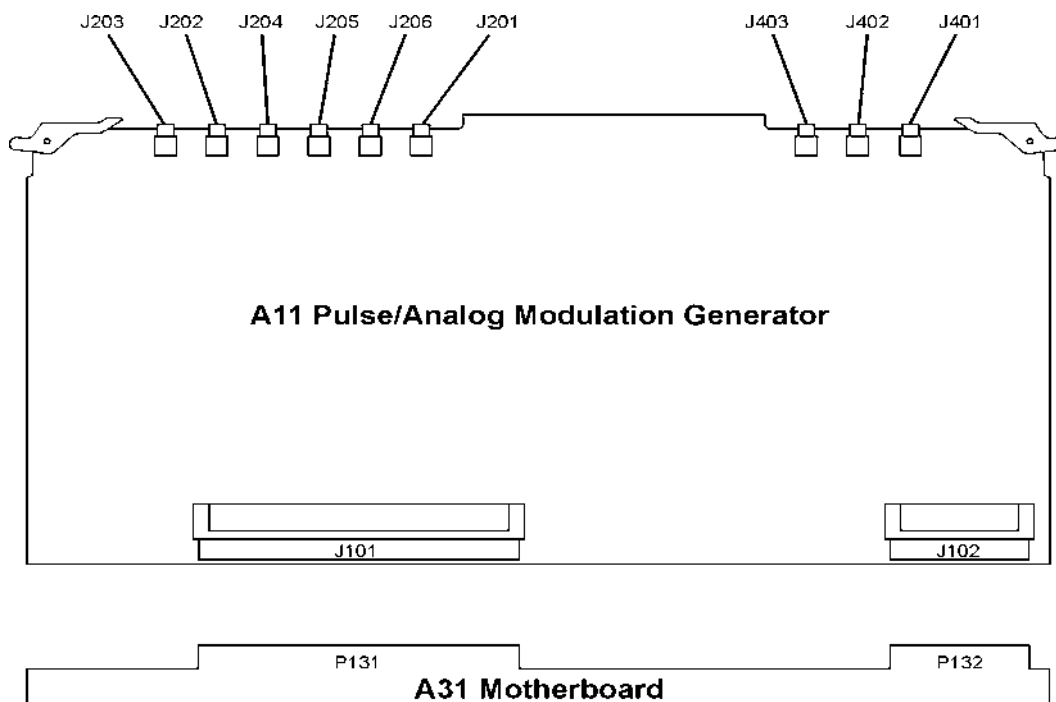 J203 J202 J204 J205 J206 J201 J403 J402 J401
A11 Pulse/Analog Modulation Generator
J101 J102
P131 P132
A31 Motherboard